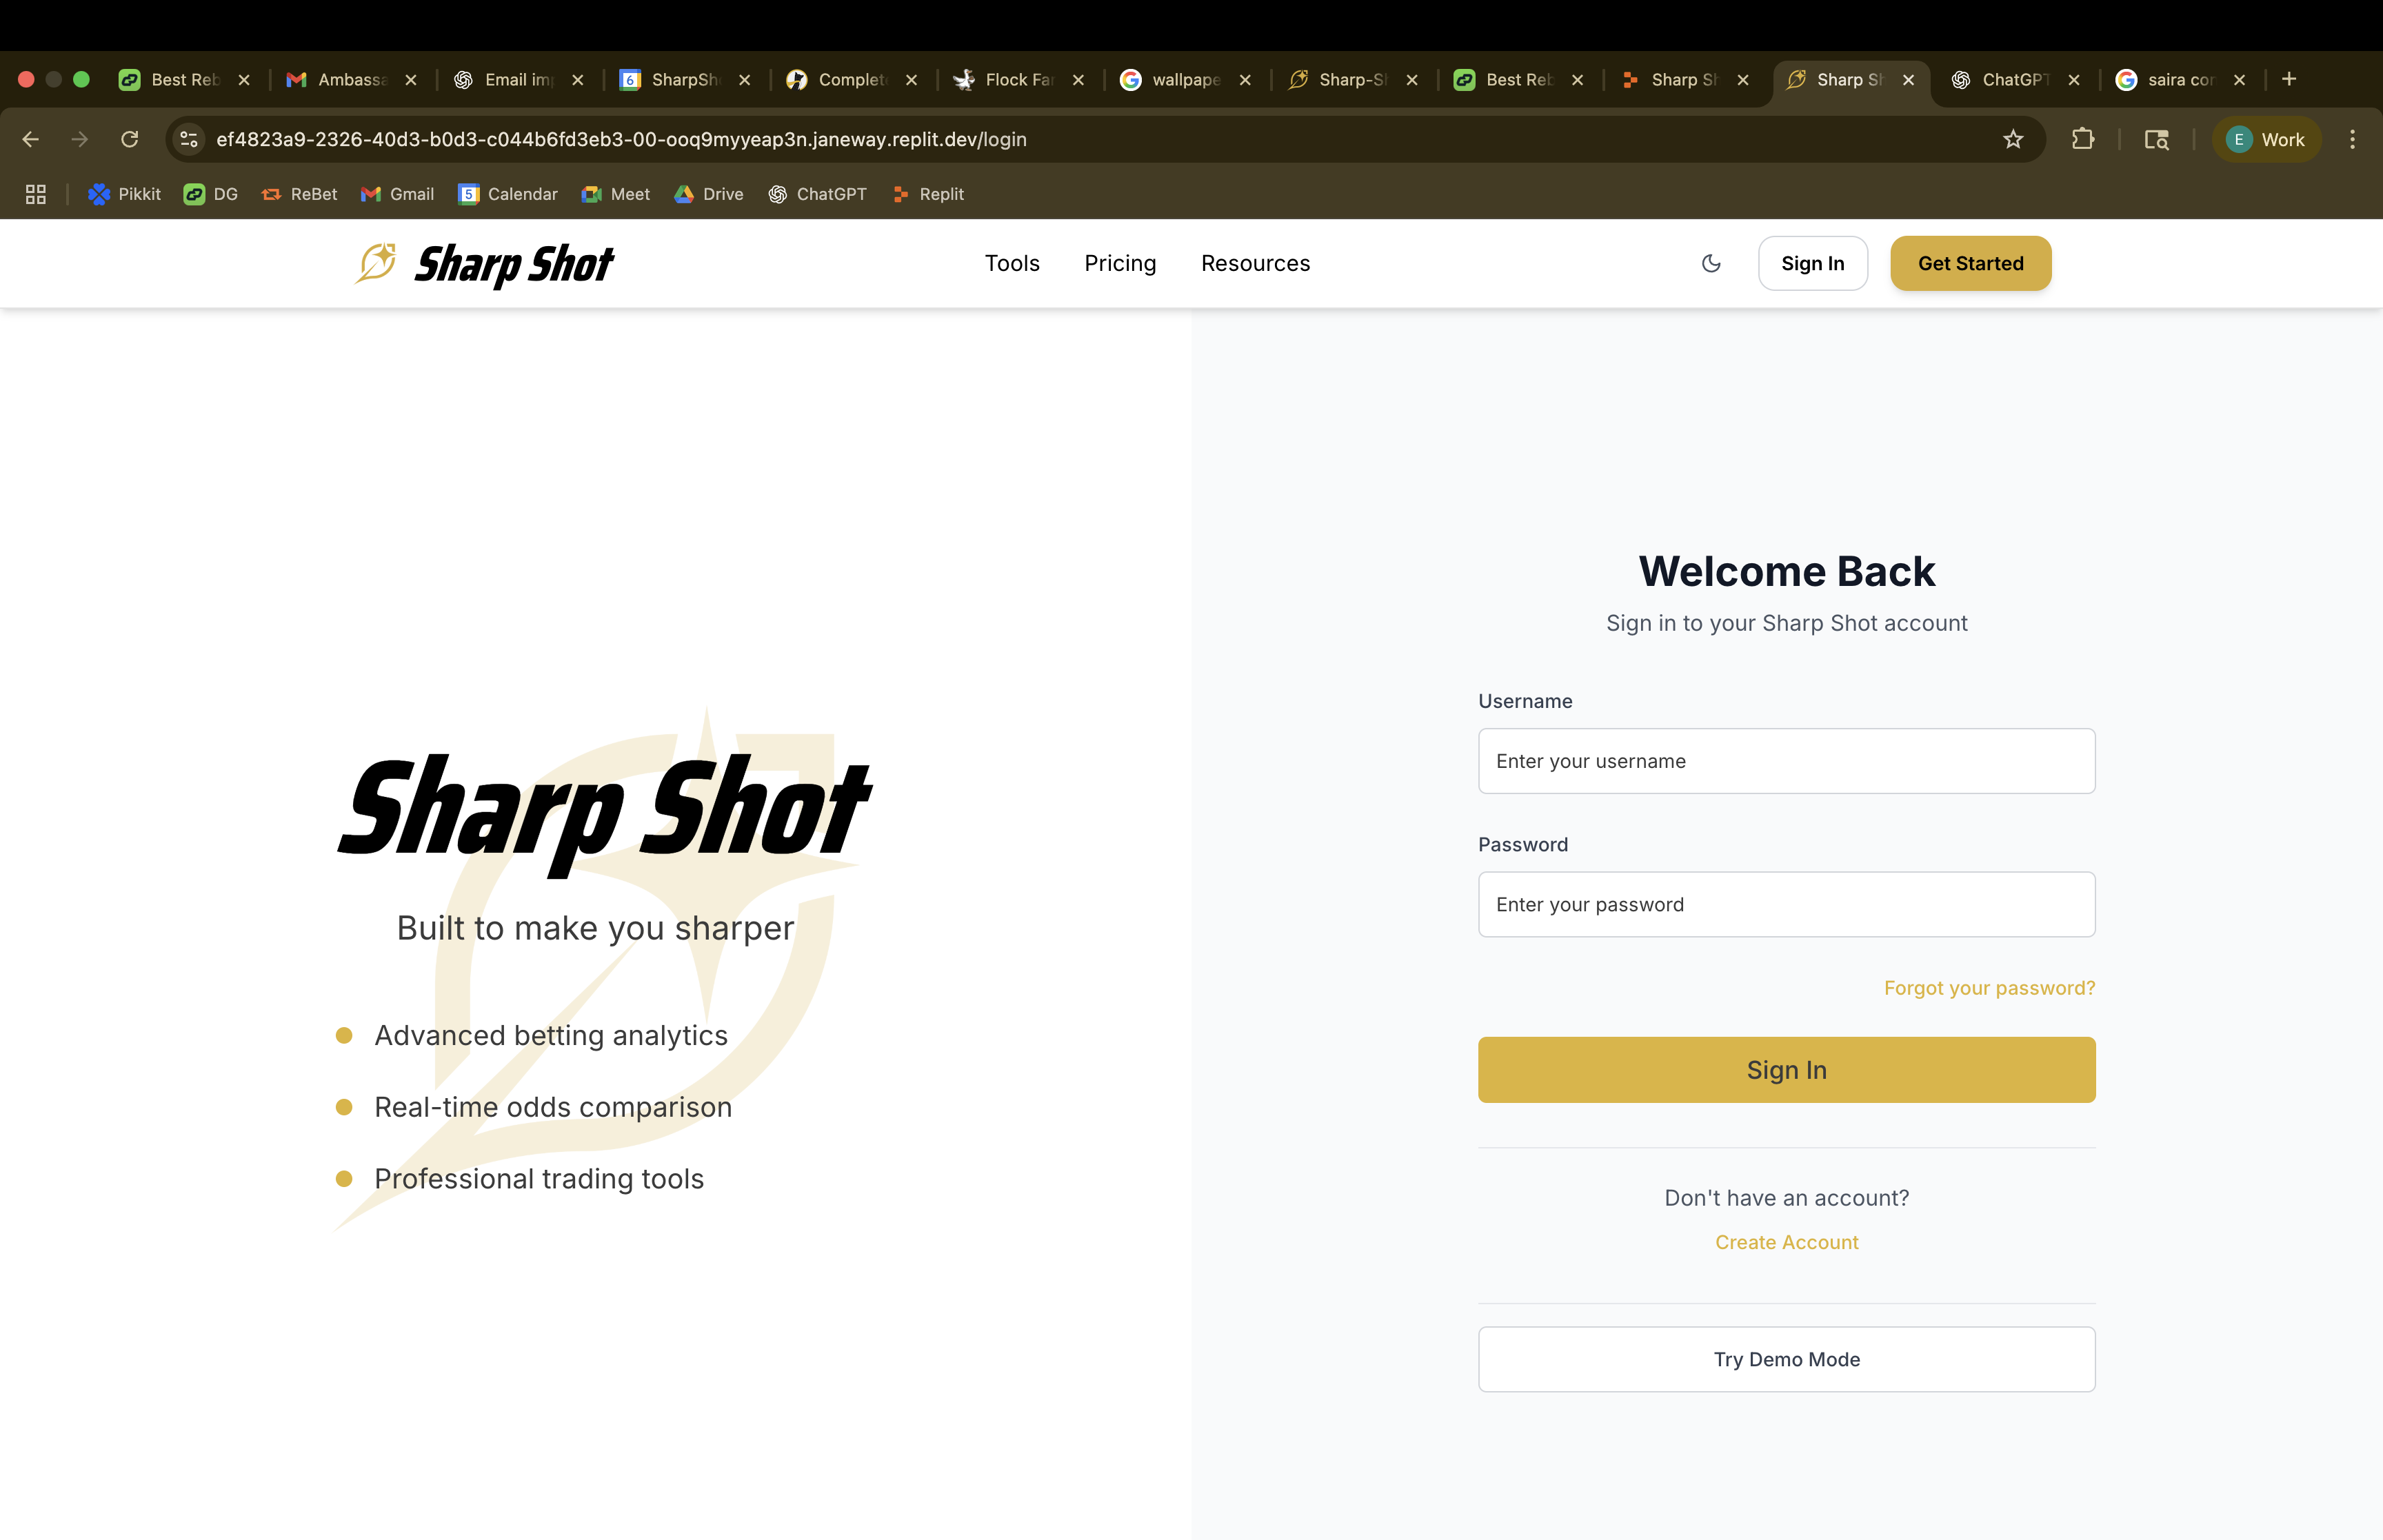 Best Reb
Ambassa
Email im
SharpSh
Complet
Flock Fa
wallpape
Sharp-S
Best Reb
Sharp S
Sharp S
ChatGPT
saira co
ef4823a9-2326-40d3-b0d3-c044b6fd3eb3-00-ooq9myyeap3n.janeway.replit.dev/login
E
Work
Pikkit
DG
ReBet
Gmail
Calendar
Meet
Drive
ChatGPT
Replit
Sharp Shot
Tools
Pricing
Resources
Sign In
Get Started
Sharp Shot
Built to make you sharper
Advanced betting analytics
Real-time odds comparison
Professional trading tools
Welcome Back
Sign in to your Sharp Shot account
Username
Enter your username
Password
Enter your password
Forgot your password?
Sign In
Don't have an account?
Create Account
Try Demo Mode